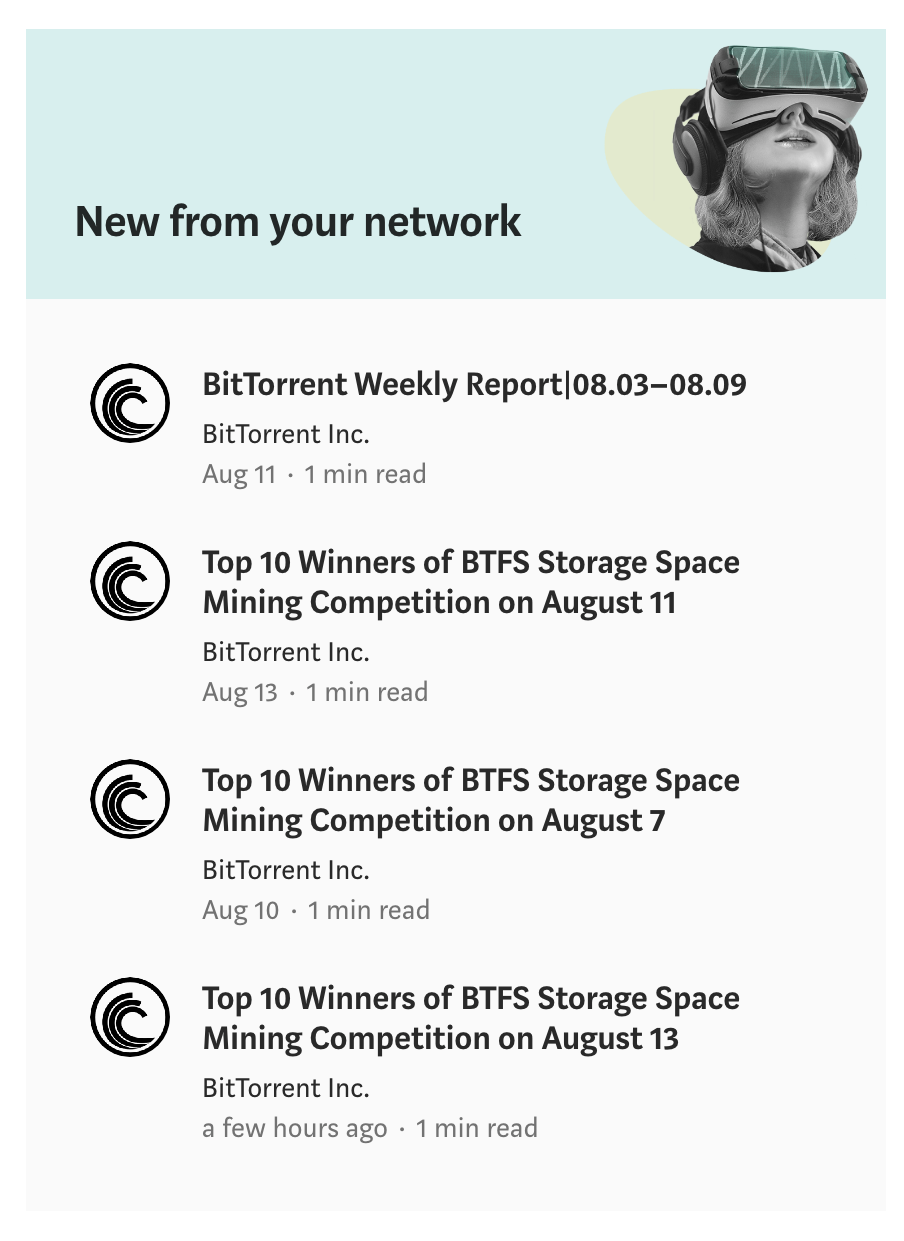 New from your network
BitTorrent Weekly Report|08.03–08.09
BitTorrent Inc.
Aug 11 · 1 min read
Top 10 Winners of BTFS Storage Space
Mining Competition on August 11
BitTorrent Inc.
Aug 13 · 1 min read
Top 10 Winners of BTFS Storage Space
Mining Competition on August 7
BitTorrent Inc.
Aug 10 · 1 min read
Top 10 Winners of BTFS Storage Space
Mining Competition on August 13
BitTorrent Inc.
a few hours ago · 1 min read